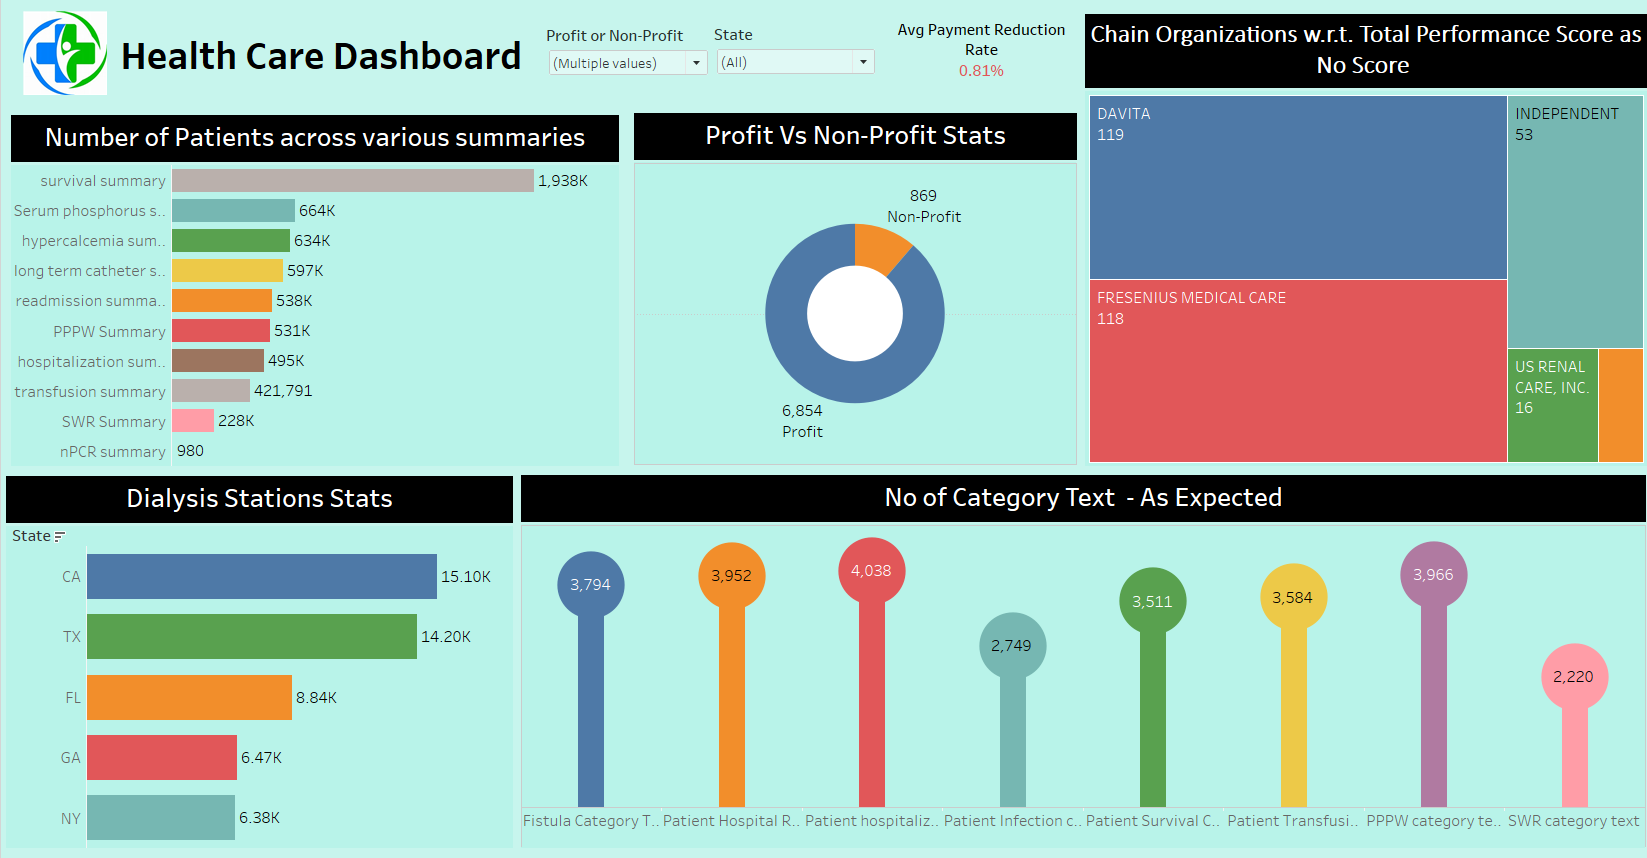 Health Care Dashboard
Profit or Non-Profit
(Multiple values)
State
(All)
Avg Payment Reduction
Rate
0.81%
Chain Organizations w.r.t. Total Performance Score as
No Score
DAVITA
119
FRESENIUS MEDICAL CARE
118
INDEPENDENT
53
US RENAL
CARE, INC.
16
Number of Patients across various summaries
survival summary 1,938K
Serum phosphorus s.. 664K
hypercalcemia sum.. 634K
long term catheter s.. 597K
readmission summa.. 538K
PPPW Summary 531K
hospitalization sum.. 495K
transfusion summary 421,791
SWR Summary 228K
nPCR summary 980
Profit Vs Non-Profit Stats
869
Non-Profit
6,854
Profit
Dialysis Stations Stats
State
CA 15.10K
TX 14.20K
FL 8.84K
GA 6.47K
NY 6.38K
No of Category Text - As Expected
3,794 3,952 4,038 2,749 3,511 3,584 3,966 2,220
Fistula Category T.. Patient Hospital R.. Patient hospitaliz.. Patient Infection c.. Patient Survival C.. Patient Transfusi.. PPPW category te.. SWR category text